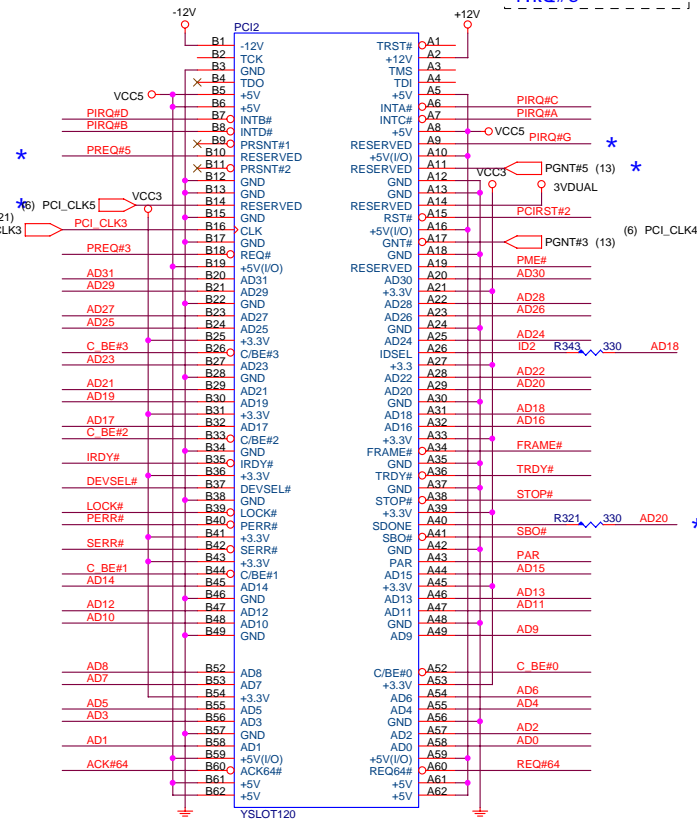 -12V +12V
PCI2
B1 -12V TRST# A1
B2 TCK +12V A2
B3 GND TMS A3
B4 TDO TDI A4
VCC5 B5 +5V +5V A5
B6 +5V INTA# A6 PIRQ#C
PIRQ#D B7 INTB# INTC# A7 PIRQ#A
PIRQ#B B8 INTD# +5V A8 VCC5
B9 PRSNT#1 RESERVED A9 PIRQ#G *
* PREQ#5 B10 RESERVED +5V(I/O) A10
B11 PRSNT#2 RESERVED A11 PGNT#5 (13) *
B12 GND GND A12 VCC3 3VDUAL
B13 GND GND A13
* (6) PCI_CLK5 VCC3 B14 RESERVED RESERVED A14
21) B15 GND RST# A15 PCIRST#2
CLK3 PCI_CLK3 B16 CLK +5V(I/O) A16 (6) PCI_CLK4
B17 GND GNT# A17 PGNT#3 (13)
PREQ#3 B18 REQ# GND A18
B19 +5V(I/O) RESERVED A19 PME#
AD31 B20 AD31 AD30 A20 AD30
AD29 B21 AD29 +3.3V A21
B22 GND AD28 A22 AD28
AD27 B23 AD27 AD26 A23 AD26
AD25 B24 AD25 GND A24
B25 +3.3V AD24 A25 AD24
C_BE#3 B26 C/BE#3 IDSEL A26 ID2 R343 330 AD18
AD23 B27 AD23 +3.3 A27
B28 GND AD22 A28 AD22
AD21 B29 AD21 AD20 A29 AD20
AD19 B30 AD19 GND A30
B31 +3.3V AD18 A31 AD18
AD17 B32 AD17 AD16 A32 AD16
C_BE#2 B33 C/BE#2 +3.3V A33
B34 GND FRAME# A34 FRAME#
IRDY# B35 IRDY# GND A35
B36 +3.3V TRDY# A36 TRDY#
DEVSEL# B37 DEVSEL# GND A37
B38 GND STOP# A38 STOP#
LOCK# B39 LOCK# +3.3V A39
PERR# B40 PERR# SDONE A40 R321 330 AD20 *
B41 +3.3V SBO# A41 SBO#
SERR# B42 SERR# GND A42
B43 +3.3V PAR A43 PAR
C_BE#1 B44 C/BE#1 AD15 A44 AD15
AD14 B45 AD14 +3.3V A45
B46 GND AD13 A46 AD13
AD12 B47 AD12 AD11 A47 AD11
AD10 B48 AD10 GND A48
B49 GND AD9 A49 AD9
AD8 B52 AD8 C/BE#0 A52 C_BE#0
AD7 B53 AD7 +3.3V A53
B54 +3.3V AD6 A54 AD6
AD5 B55 AD5 AD4 A55 AD4
AD3 B56 AD3 GND A56
B57 GND AD2 A57 AD2
AD1 B58 AD1 AD0 A58 AD0
B59 +5V(I/O) +5V(I/O) A59
ACK#64 B60 ACK64# REQ64# A60 REQ#64
B61 +5V +5V A61
B62 +5V +5V A62
YSLOT120